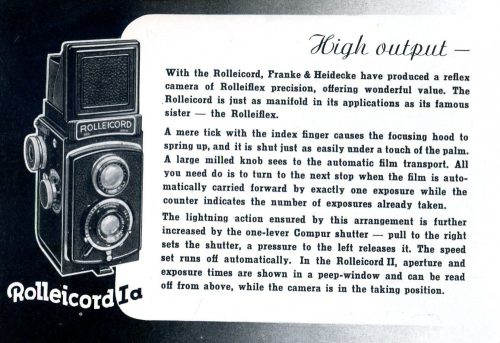 High output —
With the Rolleicord, Franke & Heidecke have produced a reflex
camera of Rolleiflex precision, offering wonderful value. The
Rolleicord is just as manifold in its applications as its famous
sister — the Rolleiflex.
A mere tick with the index finger causes the focusing hood to
spring up, and it is shut just as easily under a touch of the palm.
A large milled knob sees to the automatic film transport. All
you need do is to turn to the next stop when the film is auto-
matically carried forward by exactly one exposure while the
counter indicates the number of exposures already taken.
The lightning action ensured by this arrangement is further
increased by the one-lever Compur shutter — pull to the right
sets the shutter, a pressure to the left releases it. The speed
set runs off automatically. In the Rolleicord II, aperture and
exposure times are shown in a peep-window and can be read
off from above, while the camera is in the taking position.
ROLLEICORD
Rolleicord Ia